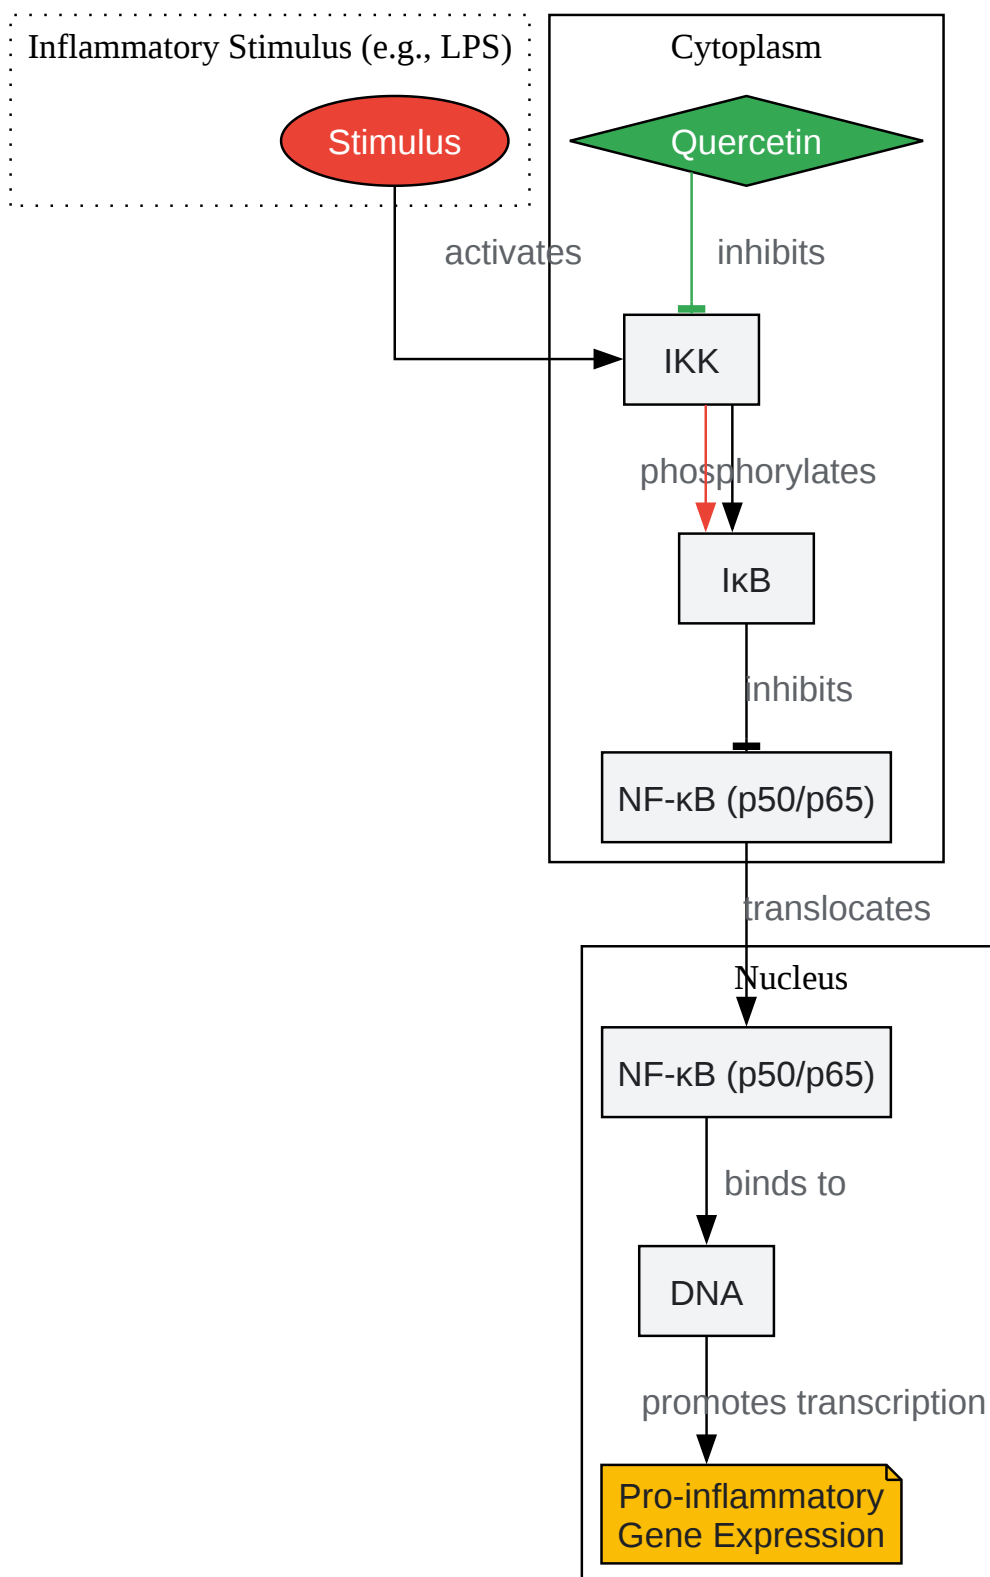 Inflammatory Stimulus (e.g., LPS)
Cytoplasm
Stimulus
Quercetin
activates
inhibits
IKK
phosphorylates
IκB
inhibits
NF-κB (p50/p65)
translocates
Nucleus
NF-κB (p50/p65)
binds to
DNA
promotes transcription
Pro-inflammatory
Gene Expression